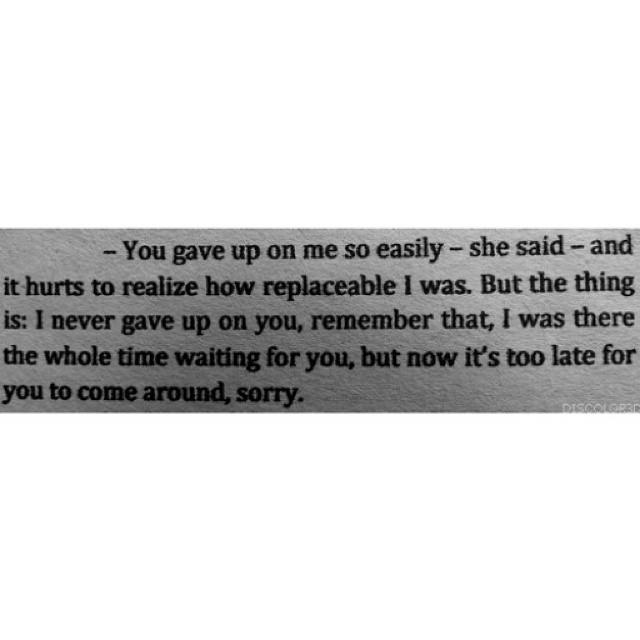 – You gave up on me so easily – she said – and
it hurts to realize how replaceable I was. But the thing
is: I never gave up on you, remember that, I was there
the whole time waiting for you, but now it's too late for
you to come around, sorry.